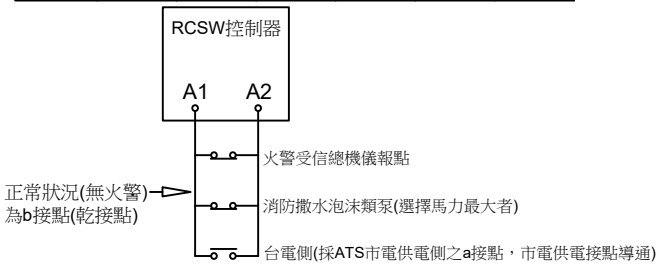 RCSW控制器
A1 A2
火警受信總機儀報點
正常狀況(無火警)
為b接點(乾接點)
消防撒水泡沫類泵(選擇馬力最大者)
台電側(採ATS市電供電側之a接點，市電供電接點導通)